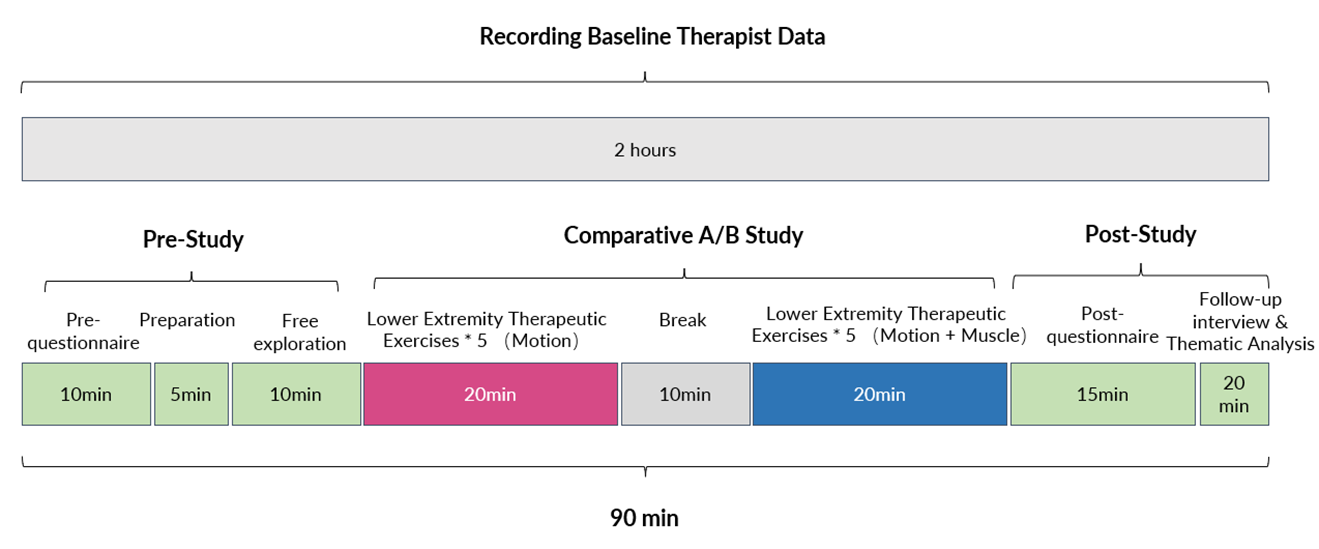 Recording Baseline Therapist Data
2 hours
Pre-Study
Comparative A/B Study
Post-Study
Pre-
questionnaire
Preparation
Free
exploration
Lower Extremity Therapeutic
Exercises * 5 （Motion）
Break
Lower Extremity Therapeutic
Exercises * 5 （Motion + Muscle）
Post-
questionnaire
Follow-up
interview &
Thematic Analysis
10min
5min
10min
20min
10min
20min
15min
20
min
90 min